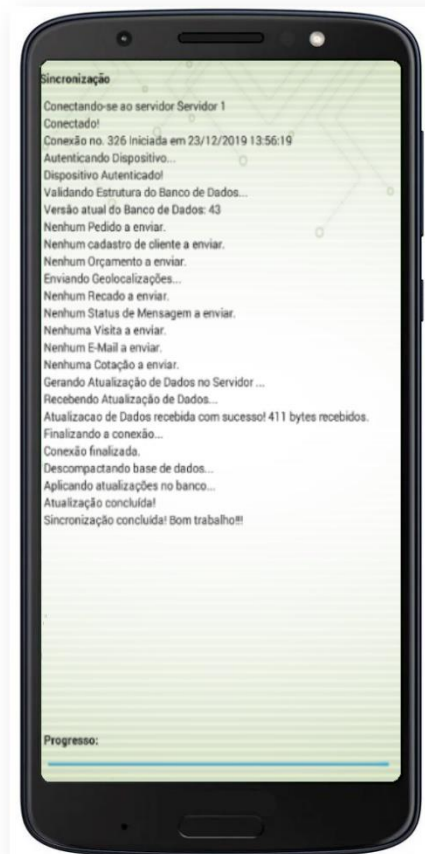 Sincronização
Conectando-se ao servidor Servidor 1
Conectado!
Conexão no. 326 Iniciada em 23/12/2019 13:56:19
Autenticando Dispositivo...
Dispositivo Autenticado!
Validando Estrutura do Banco de Dados...
Versão atual do Banco de Dados: 43
Nenhum Pedido a enviar.
Nenhum cadastro de cliente a enviar.
Nenhum Orçamento a enviar.
Enviando Geolocalizações...
Nenhum Recado a enviar.
Nenhum Status de Mensagem a enviar.
Nenhuma Visita a enviar.
Nenhum E-Mail a enviar.
Nenhuma Cotação a enviar.
Gerando Atualização de Dados no Servidor ...
Recebendo Atualização de Dados...
Atualizacao de Dados recebida com sucesso! 411 bytes recebidos.
Finalizando a conexão...
Conexão finalizada.
Descompactando base de dados...
Aplicando atualizações no banco...
Atualização concluída!
Sincronização concluída! Bom trabalho!!!
Progresso: